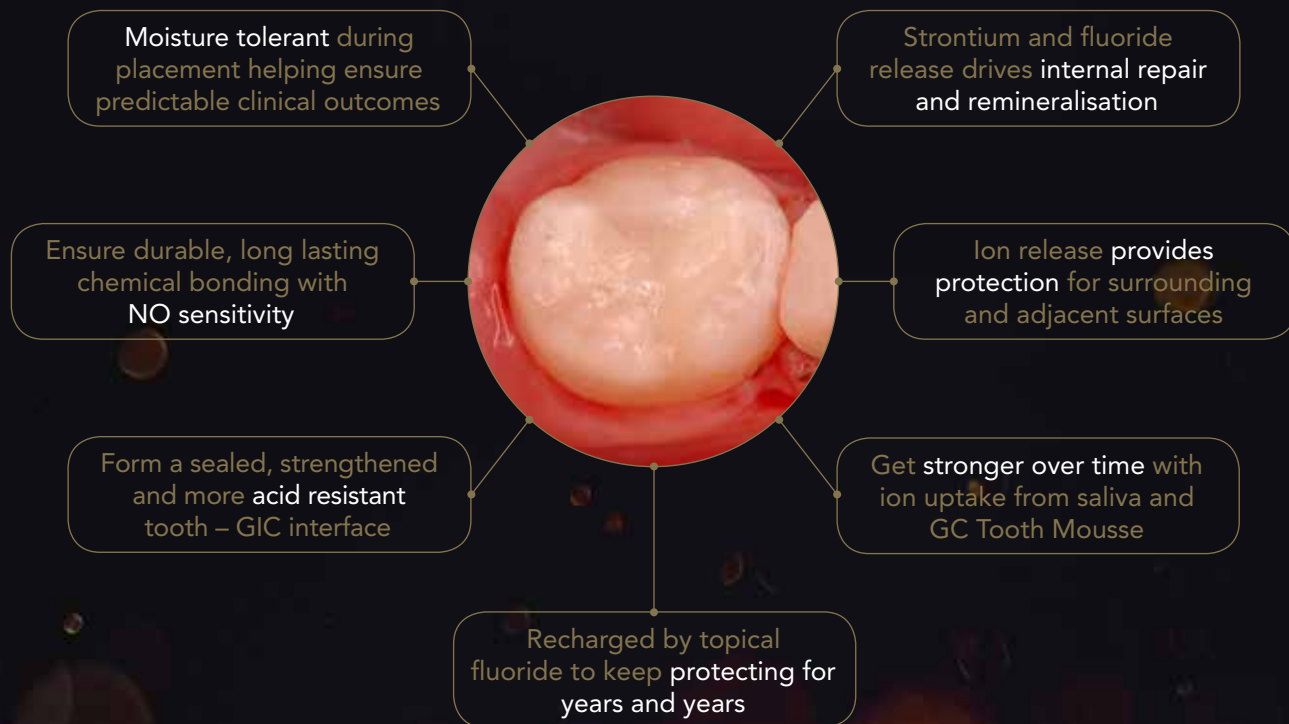 Moisture tolerant during
placement helping ensure
predictable clinical outcomes
Strontium and fluoride
release drives internal repair
and remineralisation
Ensure durable, long lasting
chemical bonding with
NO sensitivity
Ion release provides
protection for surrounding
and adjacent surfaces
Form a sealed, strengthened
and more acid resistant
tooth – GIC interface
Get stronger over time with
ion uptake from saliva and
GC Tooth Mousse
Recharged by topical
fluoride to keep protecting for
years and years